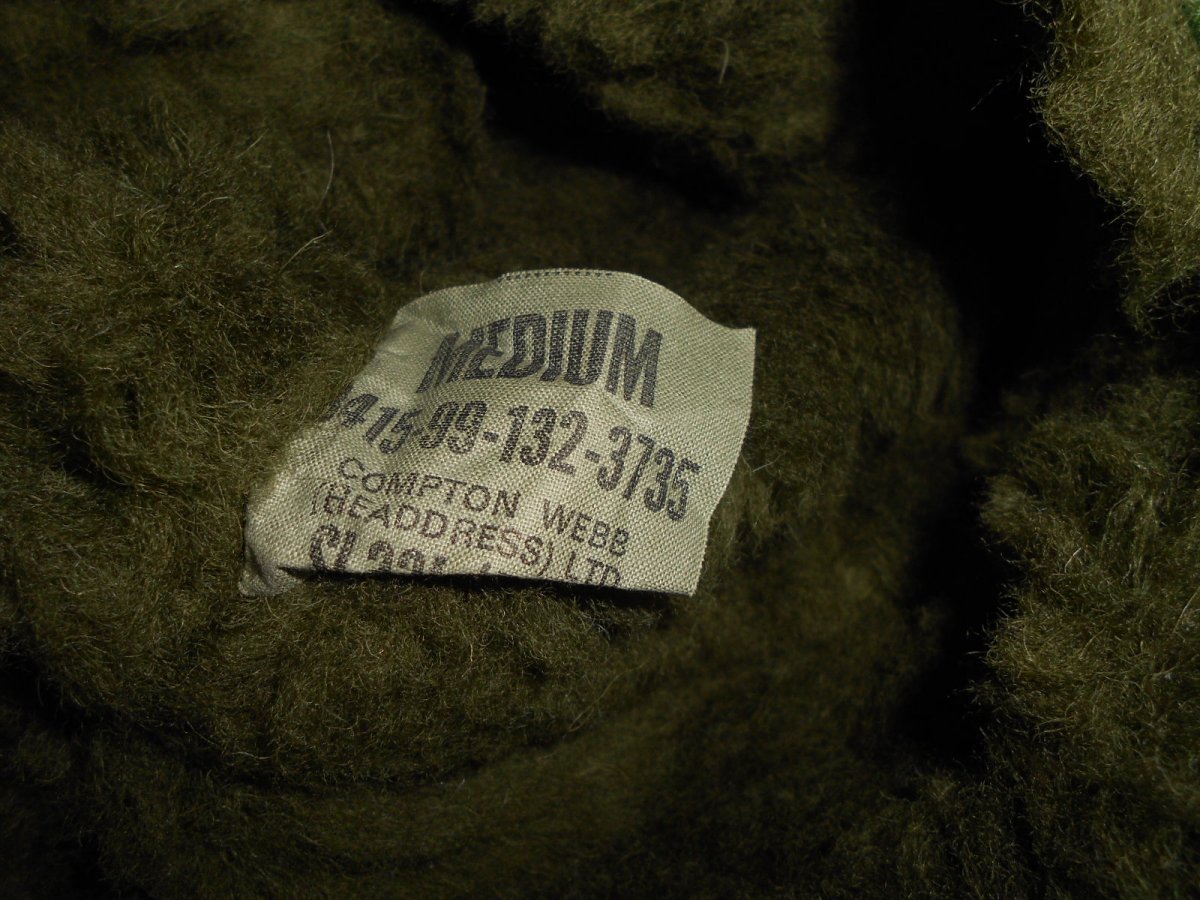 MEDIUM
8415-99-132-3735
COMPTON WEBB
(HEADDRESS) LTD